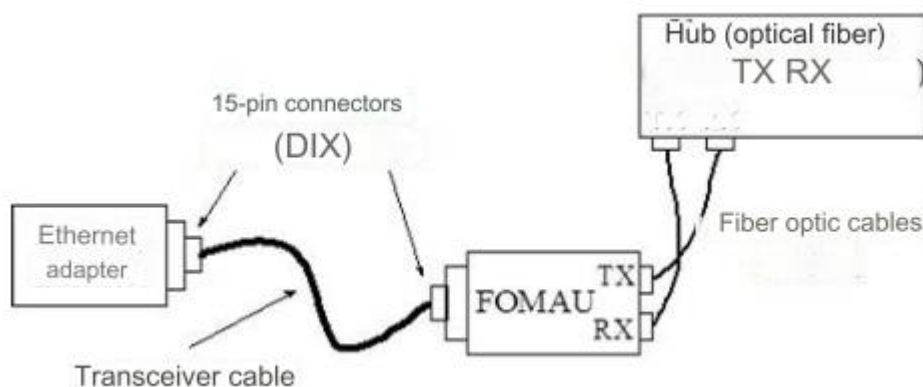 Hub (optical fiber)
TX RX )
15-pin connectors
(DIX)
Ethernet
adapter
Fiber optic cables
TX
FOMAU
RX
Transceiver cable